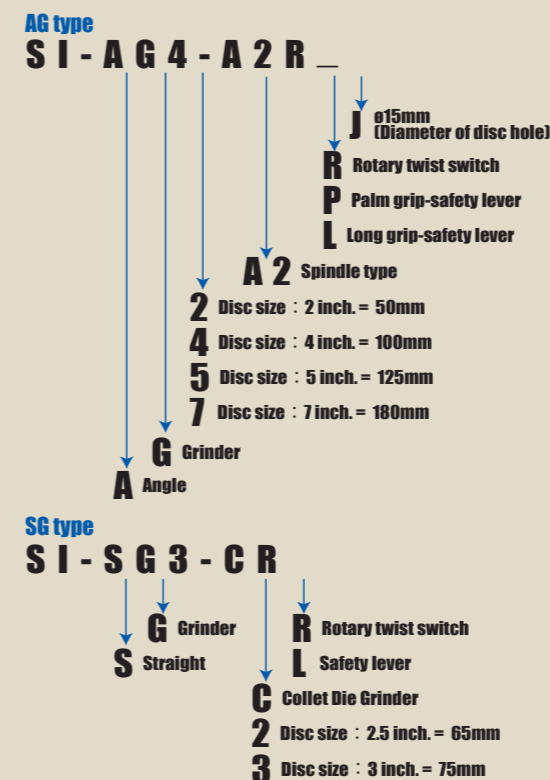 AG type
SI-AG4-A2R_
J ø15mm
(Diameter of disc hole)
R Rotary twist switch
P Palm grip-safety lever
L Long grip-safety lever
A2 Spindle type
2 Disc size : 2 inch. = 50mm
4 Disc size : 4 inch. = 100mm
5 Disc size : 5 inch. = 125mm
7 Disc size : 7 inch. = 180mm
G Grinder
A Angle
SG type
SI-SG3-CR
G Grinder R Rotary twist switch
S Straight L Safety lever
C Collet Die Grinder
2 Disc size : 2.5 inch. = 65mm
3 Disc size : 3 inch. = 75mm